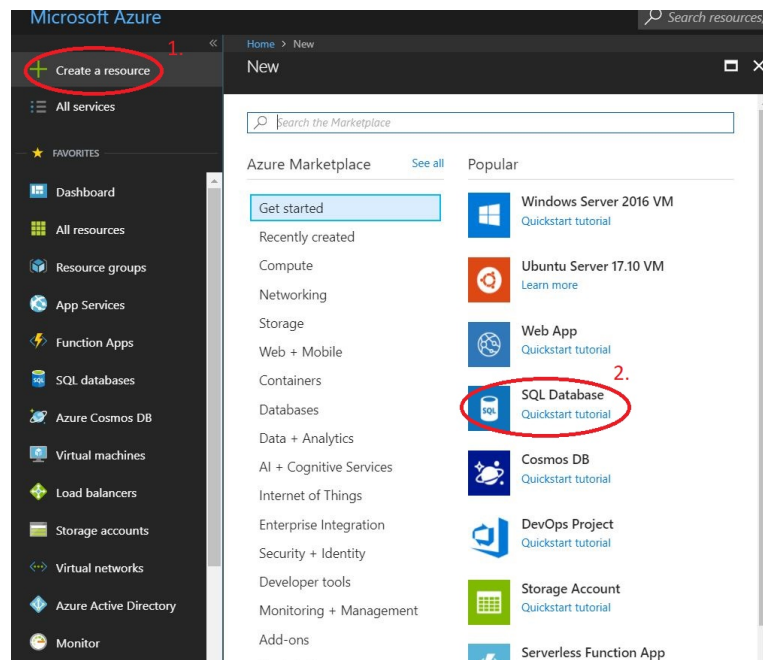 Microsoft Azure
Search resources,
1.
«
Create a resource
All services
FAVORITES
Dashboard
All resources
Resource groups
App Services
Function Apps
SQL databases
Azure Cosmos DB
Virtual machines
Load balancers
Storage accounts
Virtual networks
Azure Active Directory
Monitor
Home > New
New
Search the Marketplace
Azure Marketplace
See all
Get started
Recently created
Compute
Networking
Storage
Web + Mobile
Containers
Databases
Data + Analytics
AI + Cognitive Services
Internet of Things
Enterprise Integration
Security + Identity
Developer tools
Monitoring + Management
Add-ons
Popular
Windows Server 2016 VM
Quickstart tutorial
Ubuntu Server 17.10 VM
Learn more
Web App
Quickstart tutorial
2.
SQL Database
Quickstart tutorial
SQL
Cosmos DB
Quickstart tutorial
DevOps Project
Quickstart tutorial
Storage Account
Quickstart tutorial
Serverless Function App